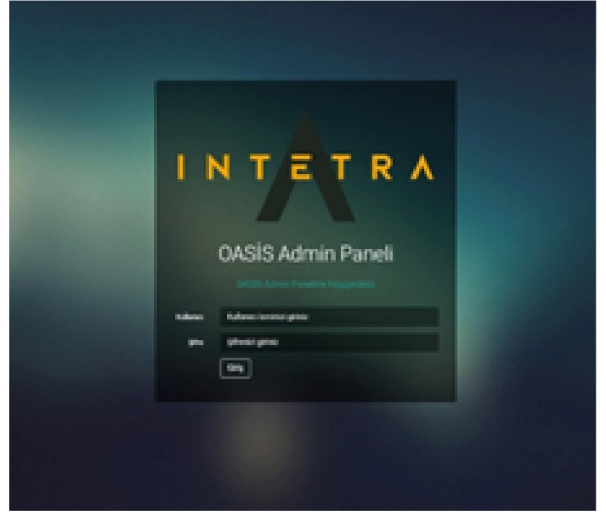 INTETRA
OASİS Admin Paneli
OASİS Admin Paneline Hoşgeldiniz
Kullanıcı
Kullanıcı isminizi giriniz
Şifre
Şifrenizi giriniz
Giriş